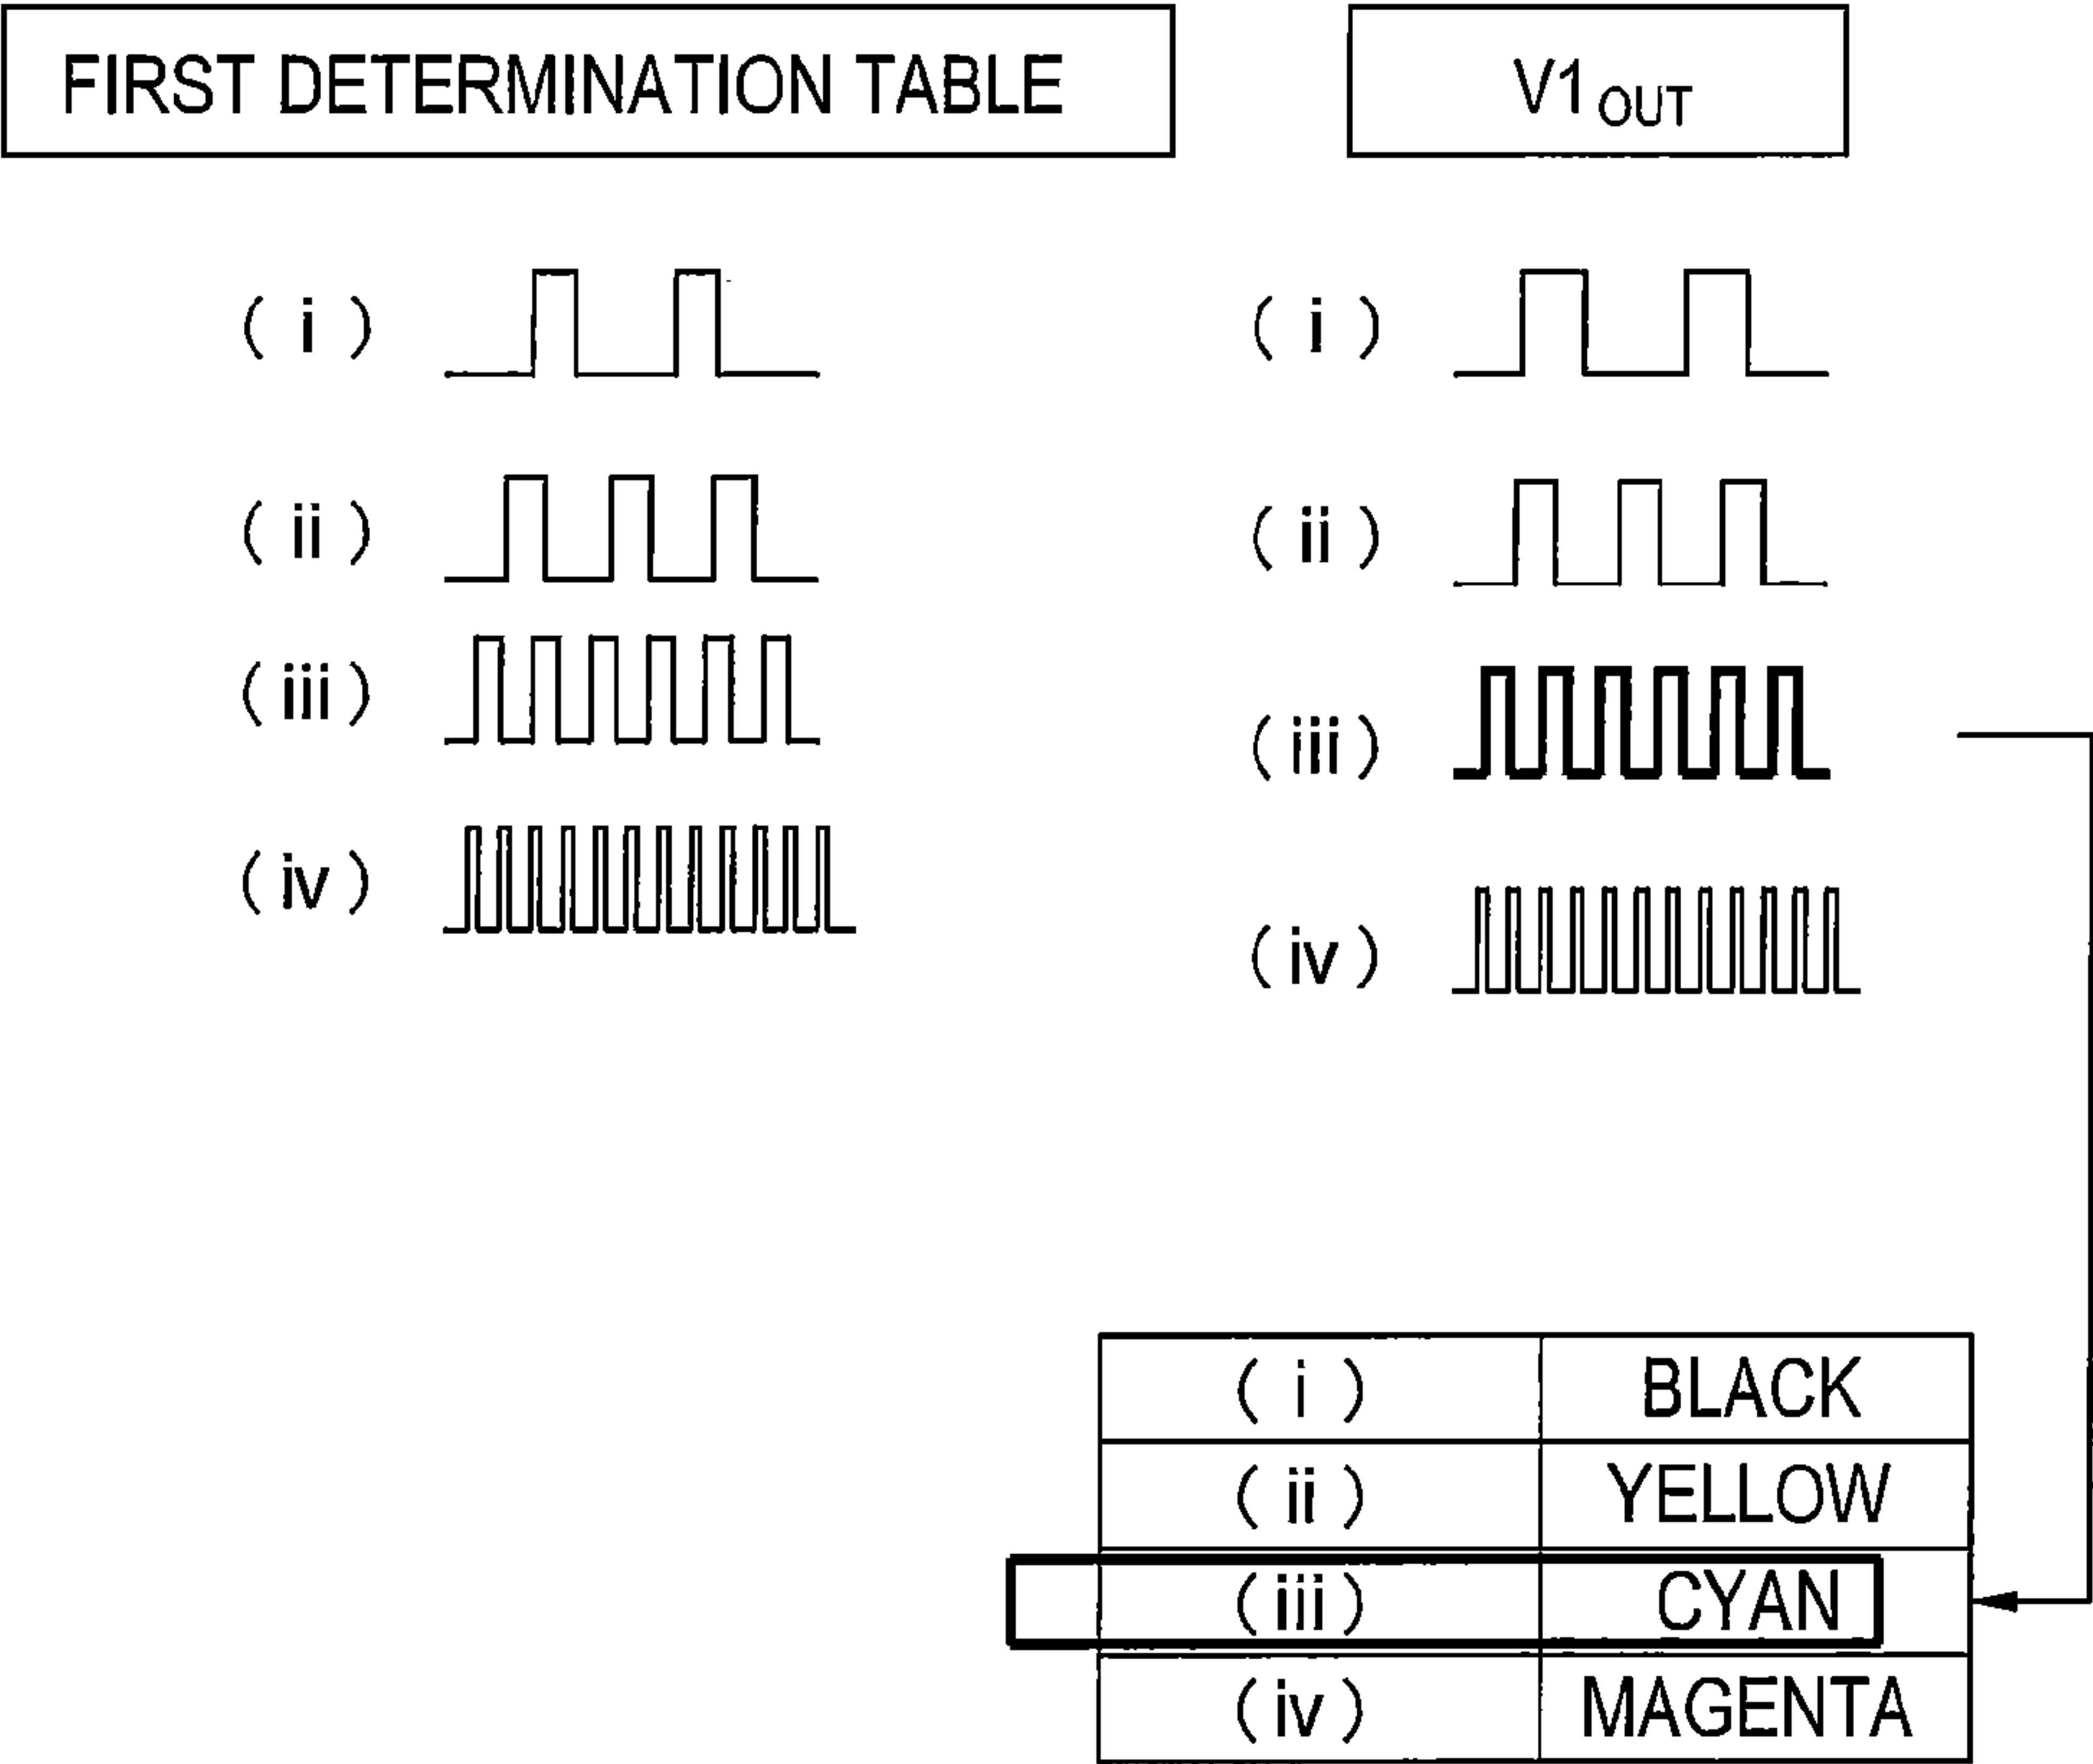 FIRST DETERMINATION TABLE
V1OUT
( i )
( i )
( ii )
( ii )
( iii )
( iii )
( iv )
( iv )
( i ) BLACK
( ii ) YELLOW
( iii ) CYAN
( iv ) MAGENTA